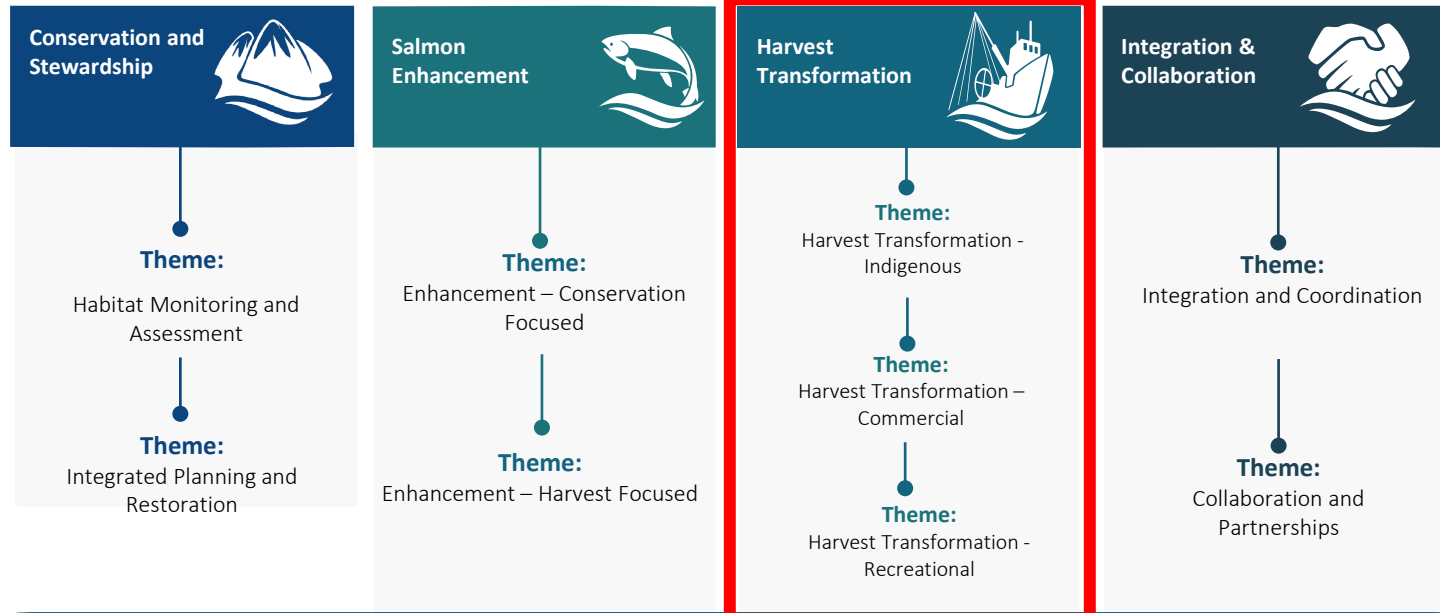 Conservation and
Stewardship
Theme:
Habitat Monitoring and
Assessment
Theme:
Integrated Planning and
Restoration
Salmon
Enhancement
Theme:
Enhancement – Conservation
Focused
Theme:
Enhancement – Harvest Focused
Harvest
Transformation
Theme:
Harvest Transformation -
Indigenous
Theme:
Harvest Transformation –
Commercial
Theme:
Harvest Transformation -
Recreational
Integration &
Collaboration
Theme:
Integration and Coordination
Theme:
Collaboration and
Partnerships